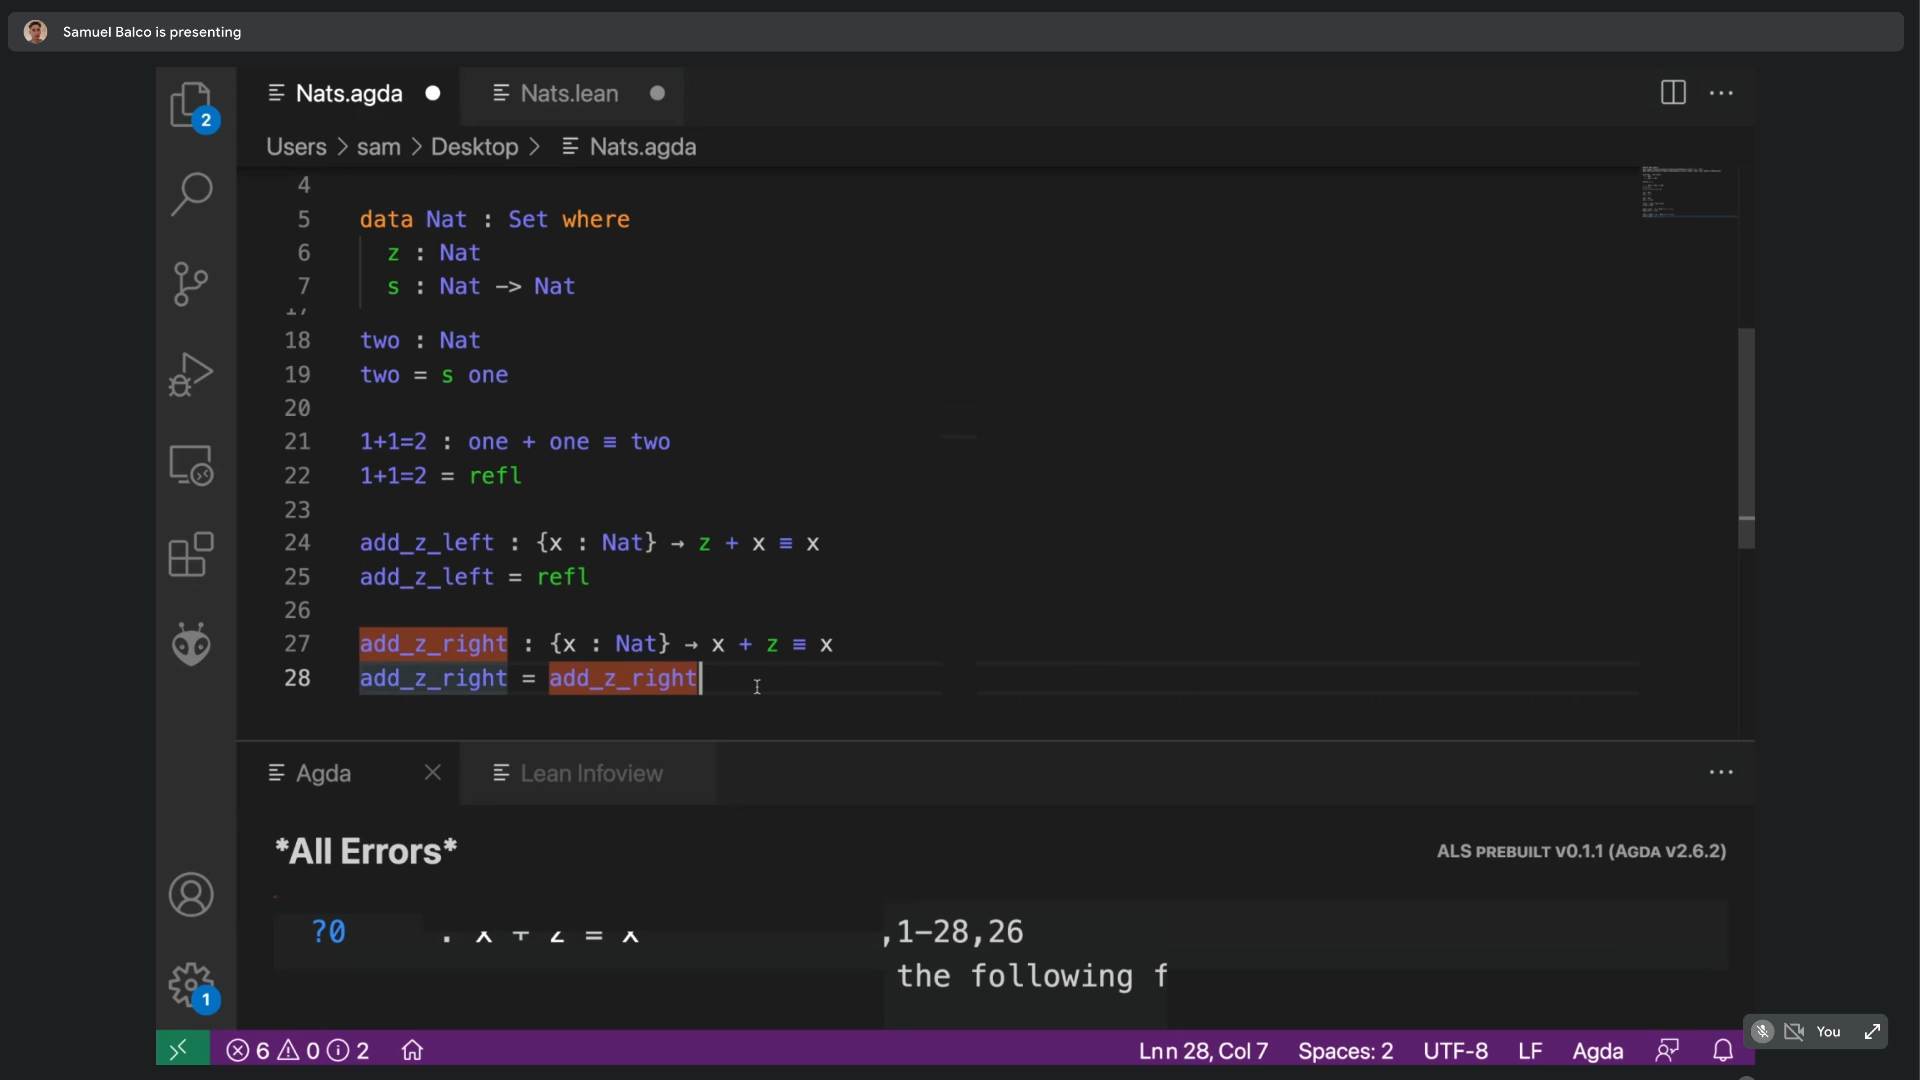 Samuel Balco is presenting
Nats.agda
Nats.lean
Users > sam > Desktop > Nats.agda
2
4
5 data Nat : Set where
6 z : Nat
7 s : Nat -> Nat
17
18 two : Nat
19 two = s one
20
21 1+1=2 : one + one ≡ two
22 1+1=2 = refl
23
24 add_z_left : {x : Nat} → z + x ≡ x
25 add_z_left = refl
26
27 add_z_right : {x : Nat} → x + z ≡ x
28 add_z_right = add_z_right
Agda
Lean Infoview
*All Errors*
ALS PREBUILT V0.1.1 (AGDA V2.6.2)
?0 : x + z = x ,1-28,26
the following f
1
6 0 2 Lnn 28, Col 7 Spaces: 2 UTF-8 LF Agda
You